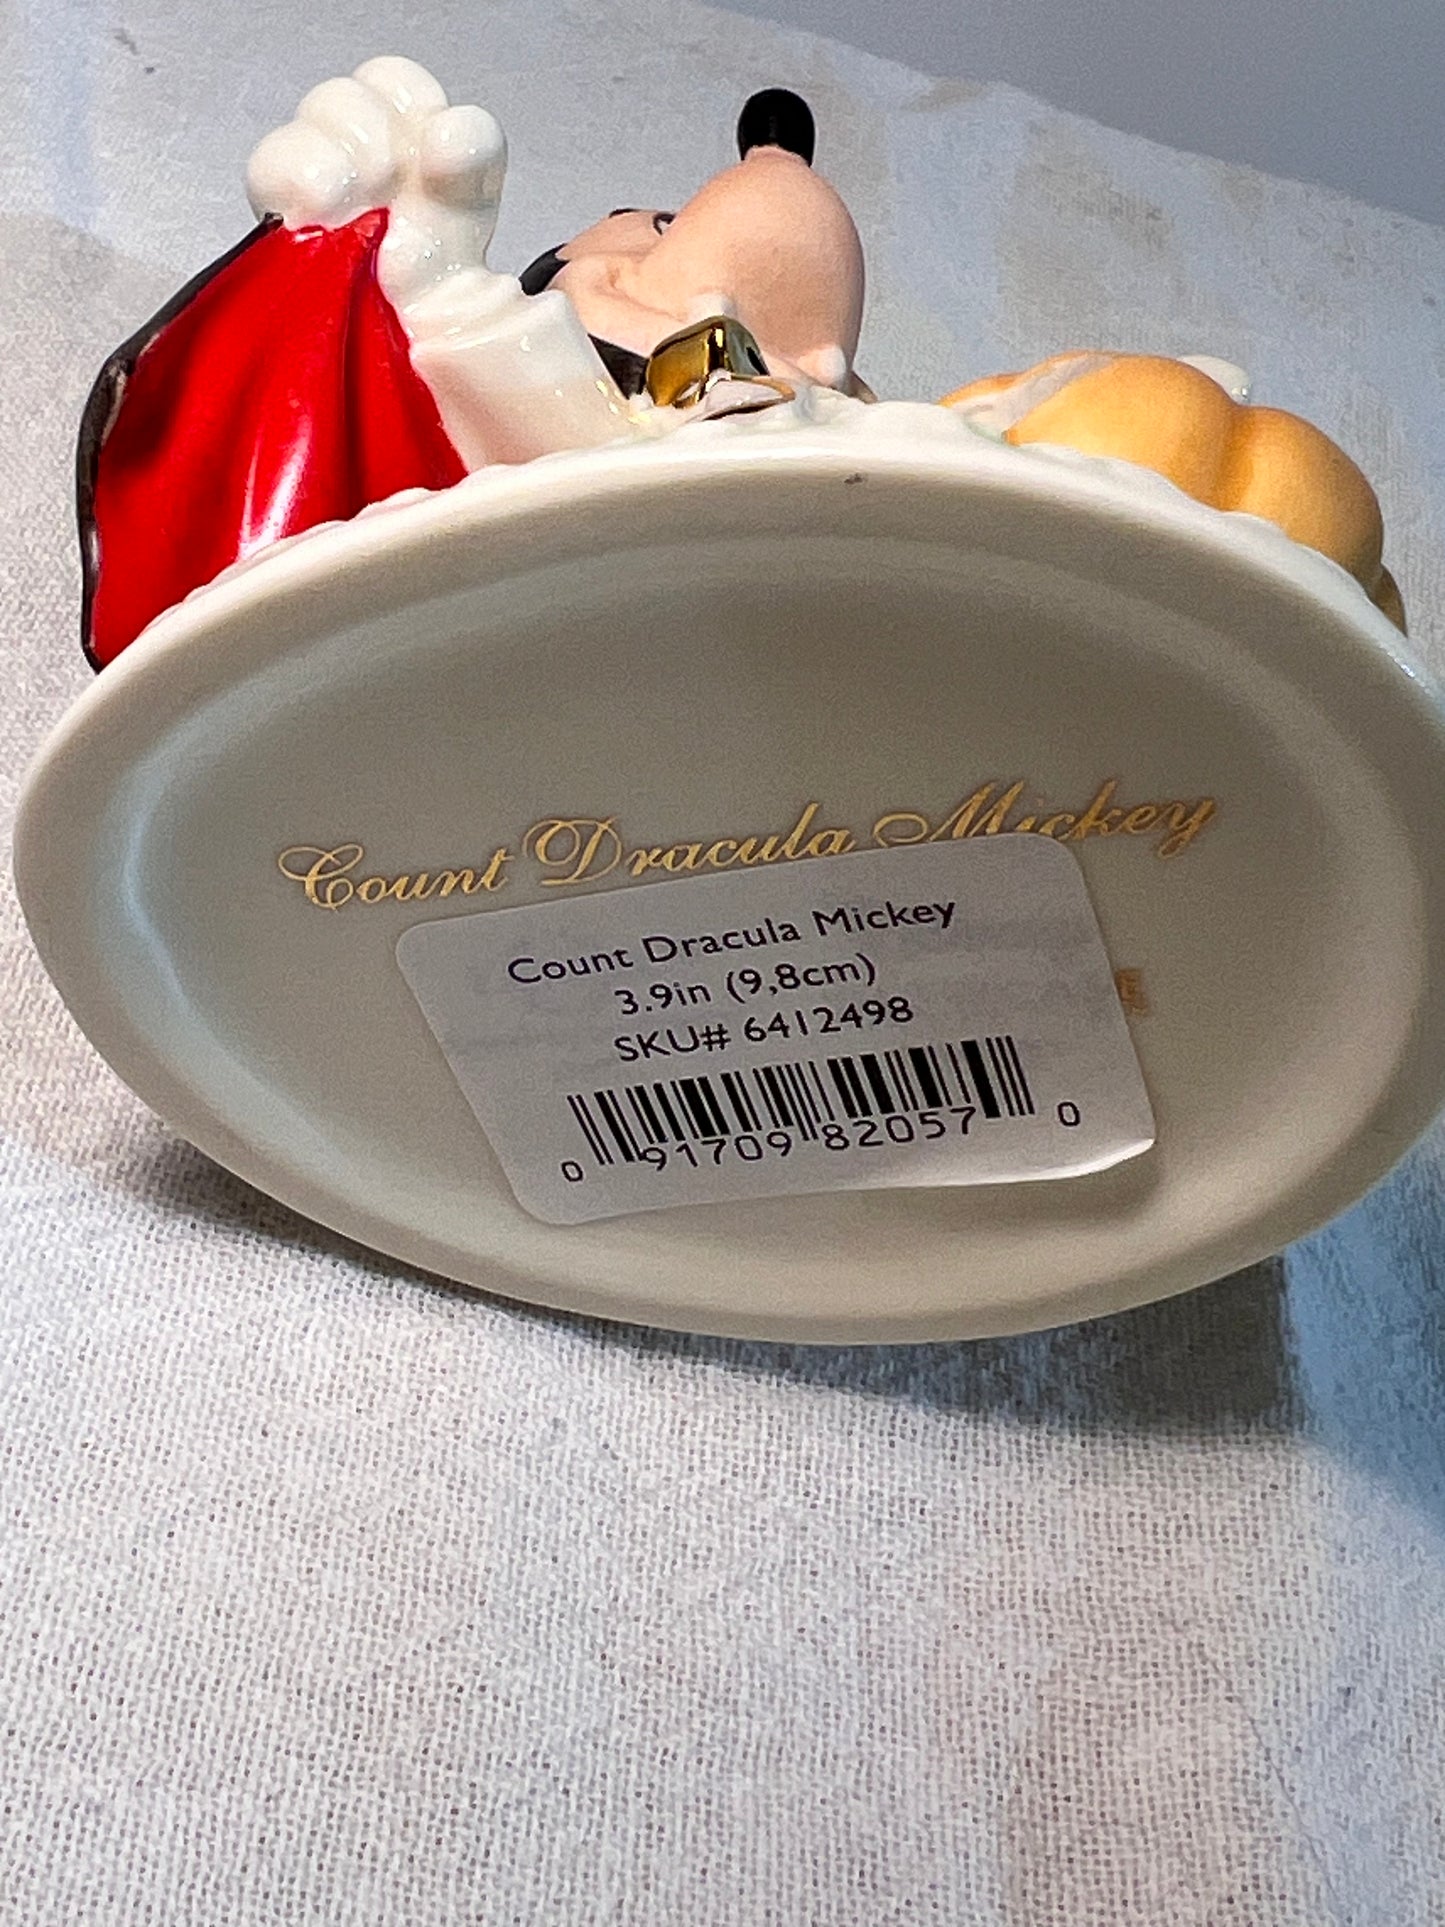 Count Dracula Mickey
Count Dracula Mickey
3.9in (9,8cm)
SKU# 6412498
0 91709 82057 0